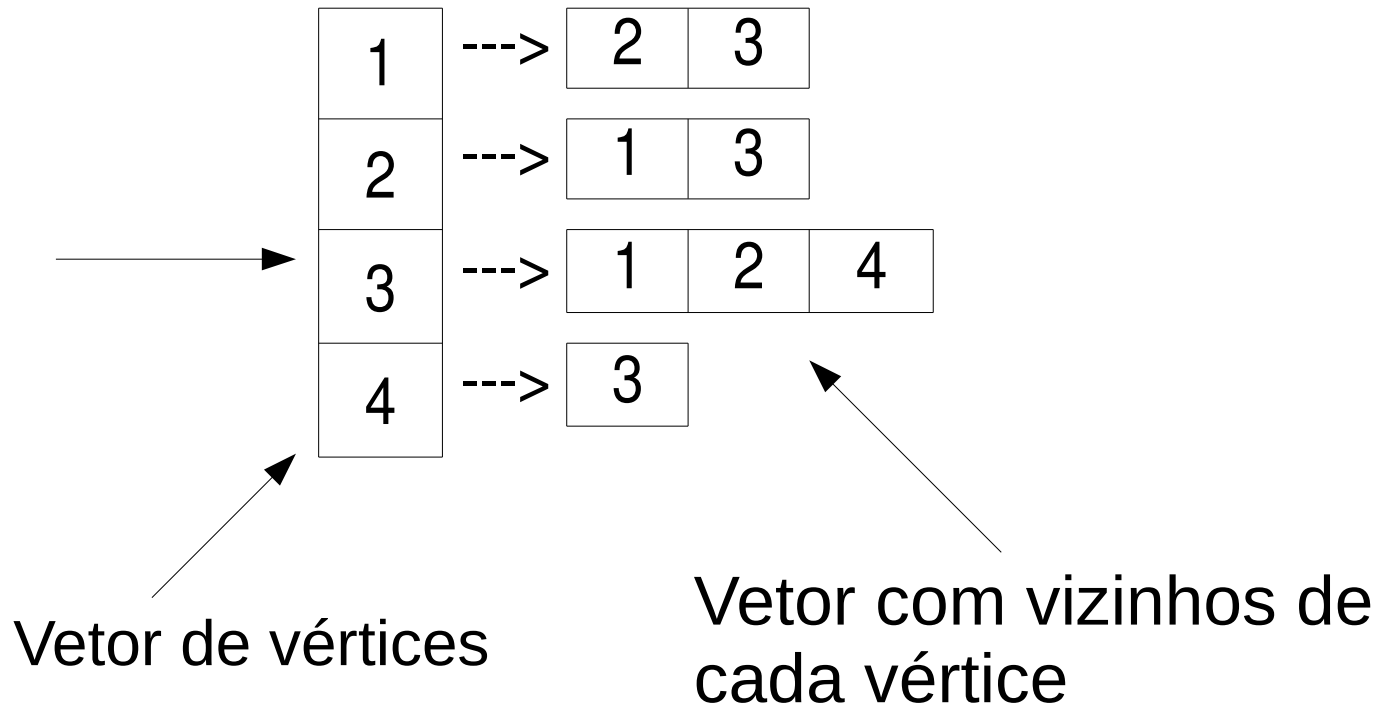 1 ---> 2 3
2 ---> 1 3
3 ---> 1 2 4
4 ---> 3
Vetor de vértices
Vetor com vizinhos de
cada vértice